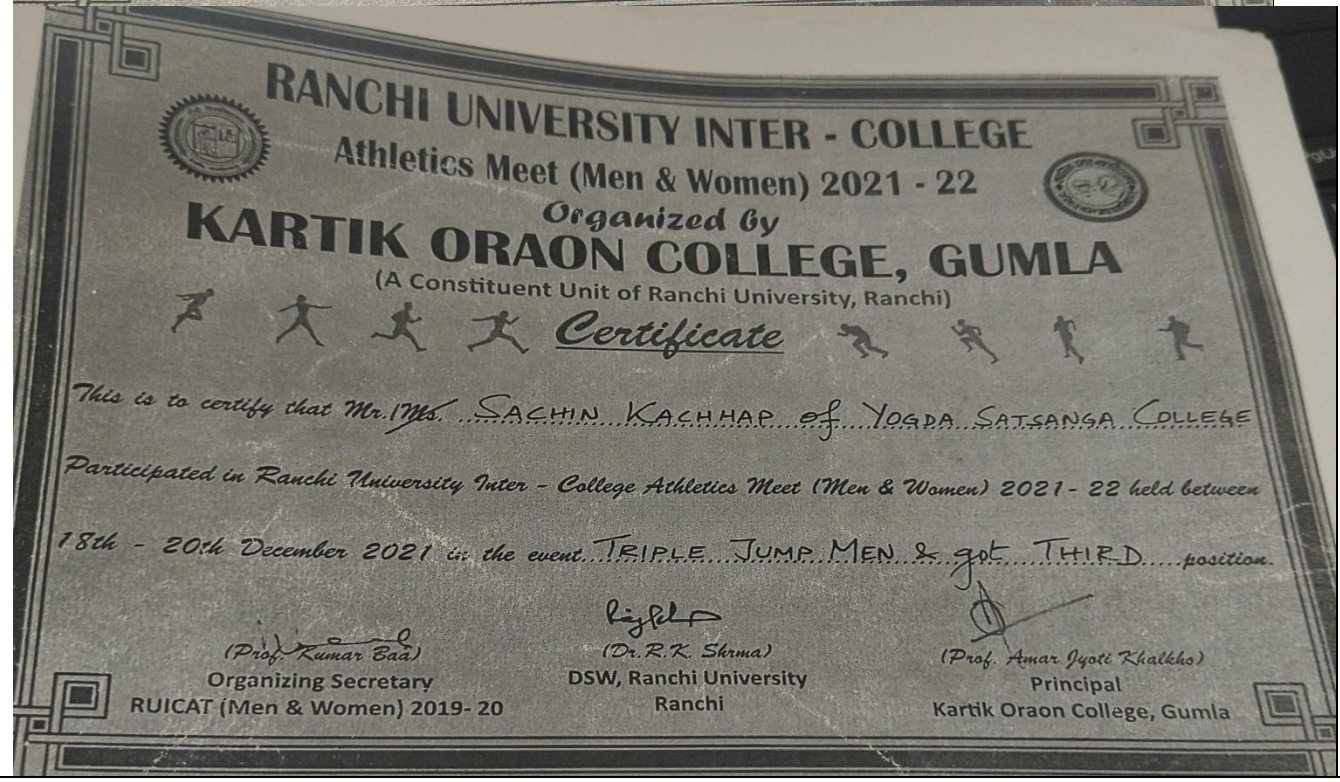 RANCHI UNIVERSITY INTER - COLLEGE
Athletics Meet (Men & Women) 2021 - 22
Organized by
KARTIK ORAON COLLEGE, GUMLA
(A Constituent Unit of Ranchi University, Ranchi)
Certificate
This is to certify that Mr./Ms. SACHIN KACHHAP of YOGDA SATSANGA COLLEGE
Participated in Ranchi University Inter - College Athletics Meet (Men & Women) 2021- 22 held between
18th - 20th December 2021 in the event TRIPLE JUMP MEN & got THIRD position.
(Prof. Kumar Baa)
Organizing Secretary
RUICAT (Men & Women) 2019- 20
(Dr.R.K. Shrma)
DSW, Ranchi University
Ranchi
(Prof. Amar Jyoti Khalkho)
Principal
Kartik Oraon College, Gumla